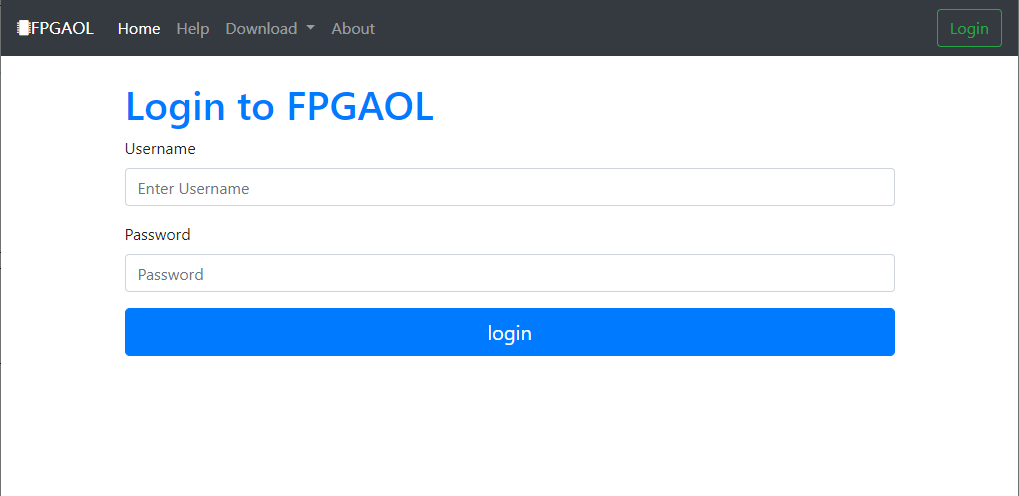 FPGAOL Home Help Download About Login
Login to FPGAOL
Username
Enter Username
Password
Password
login